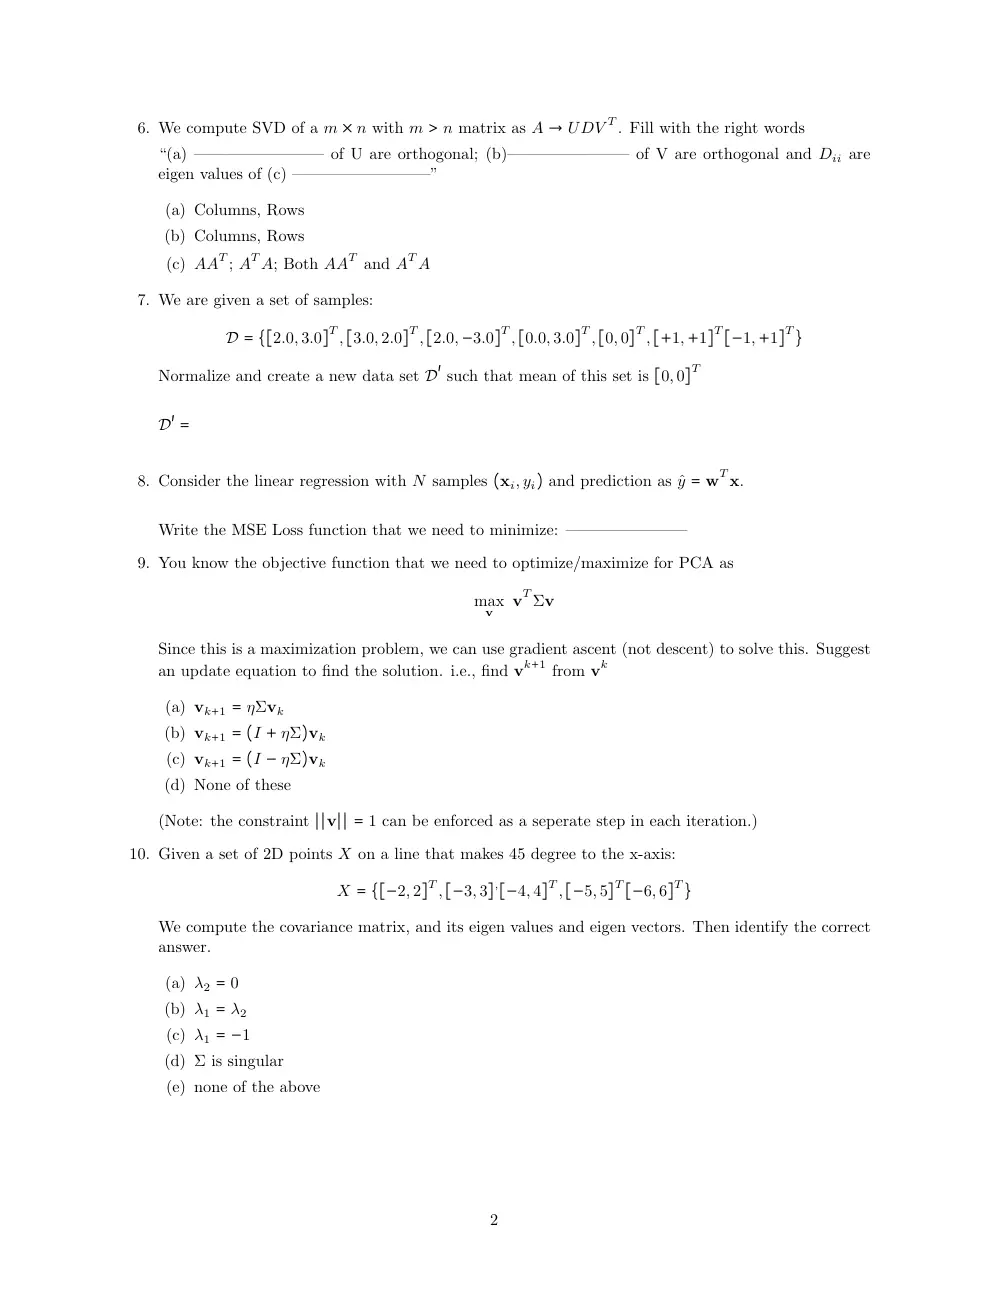 6. We compute SVD of a m × n with m > n matrix as A → UDV^T. Fill with the right words
“(a) ———————— of U are orthogonal; (b)———————— of V are orthogonal and D_ii are
eigen values of (c) ————————”
(a) Columns, Rows
(b) Columns, Rows
(c) AA^T; A^T A; Both AA^T and A^T A
7. We are given a set of samples:
D = {[2.0, 3.0]^T, [3.0, 2.0]^T, [2.0, −3.0]^T, [0.0, 3.0]^T, [0, 0]^T, [+1, +1]^T[−1, +1]^T}
Normalize and create a new data set D′ such that mean of this set is [0, 0]^T
D′ =
8. Consider the linear regression with N samples (x_i, y_i) and prediction as ŷ = w^T x.
Write the MSE Loss function that we need to minimize: ————————
9. You know the objective function that we need to optimize/maximize for PCA as
max v^T Σv
v
Since this is a maximization problem, we can use gradient ascent (not descent) to solve this. Suggest
an update equation to find the solution. i.e., find v^{k+1} from v^k
(a) v_{k+1} = ηΣv_k
(b) v_{k+1} = (I + ηΣ)v_k
(c) v_{k+1} = (I − ηΣ)v_k
(d) None of these
(Note: the constraint ||v|| = 1 can be enforced as a seperate step in each iteration.)
10. Given a set of 2D points X on a line that makes 45 degree to the x-axis:
X = {[−2, 2]^T, [−3, 3]^,[−4, 4]^T, [−5, 5]^T[−6, 6]^T}
We compute the covariance matrix, and its eigen values and eigen vectors. Then identify the correct
answer.
(a) λ_2 = 0
(b) λ_1 = λ_2
(c) λ_1 = −1
(d) Σ is singular
(e) none of the above
2